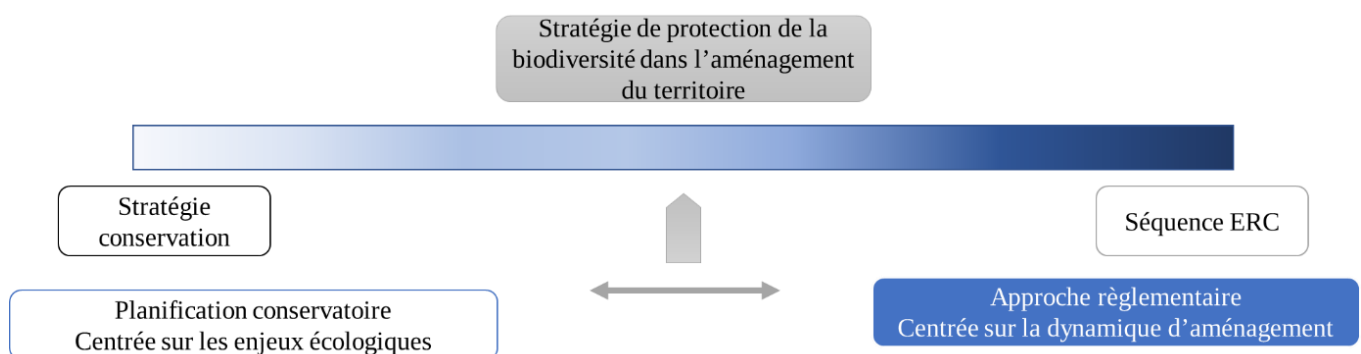 Stratégie de protection de la
biodiversité dans l'aménagement
du territoire
Stratégie
conservation
Séquence ERC
Planification conservatoire
Centrée sur les enjeux écologiques
Approche règlementaire
Centrée sur la dynamique d'aménagement